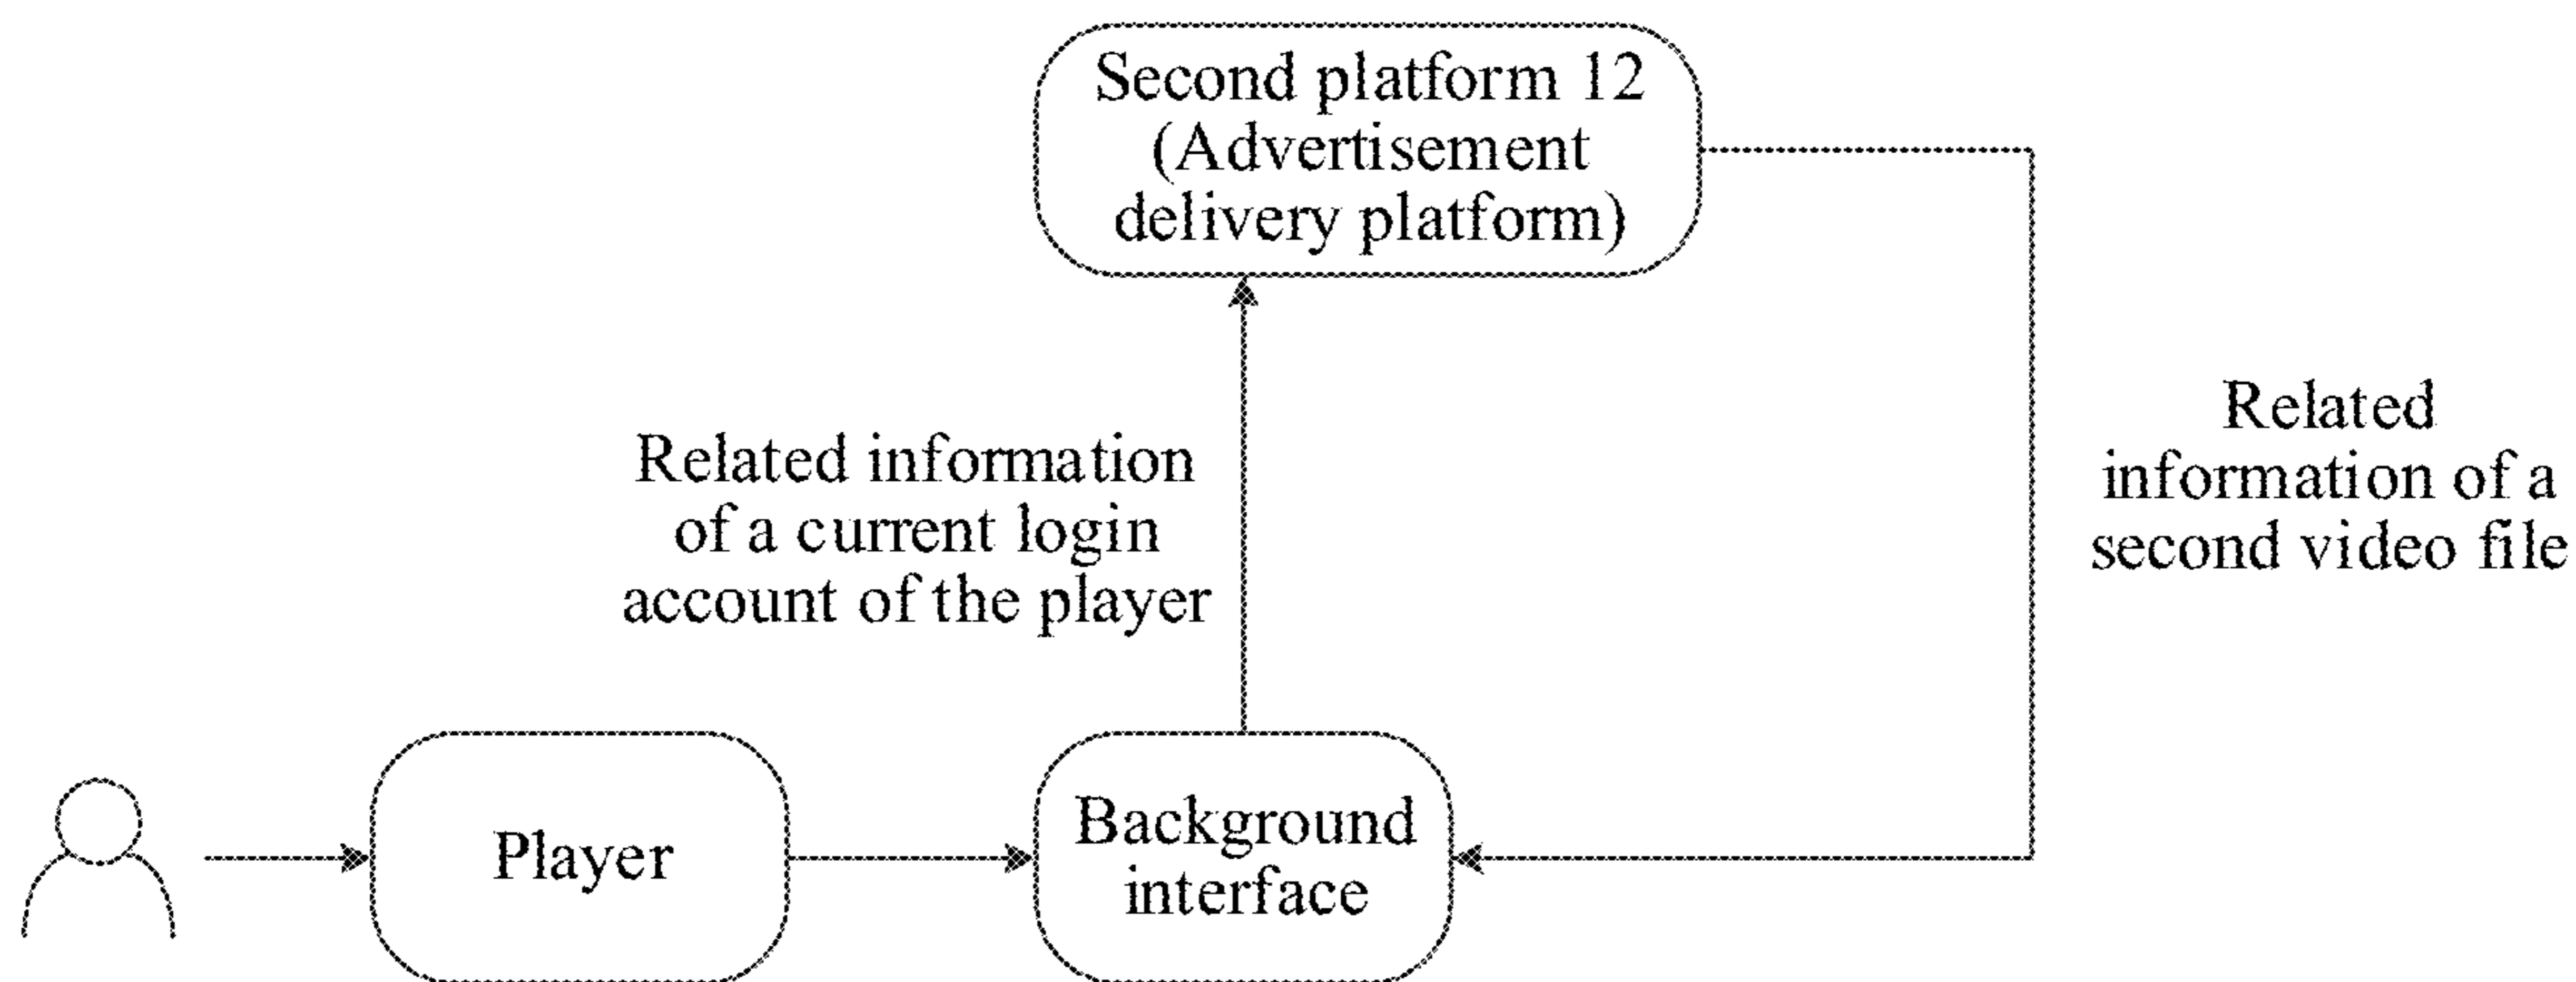 Second platform 12
(Advertisement
delivery platform)
Related information
of a current login
account of the player
Related
information of a
second video file
Player
Background
interface